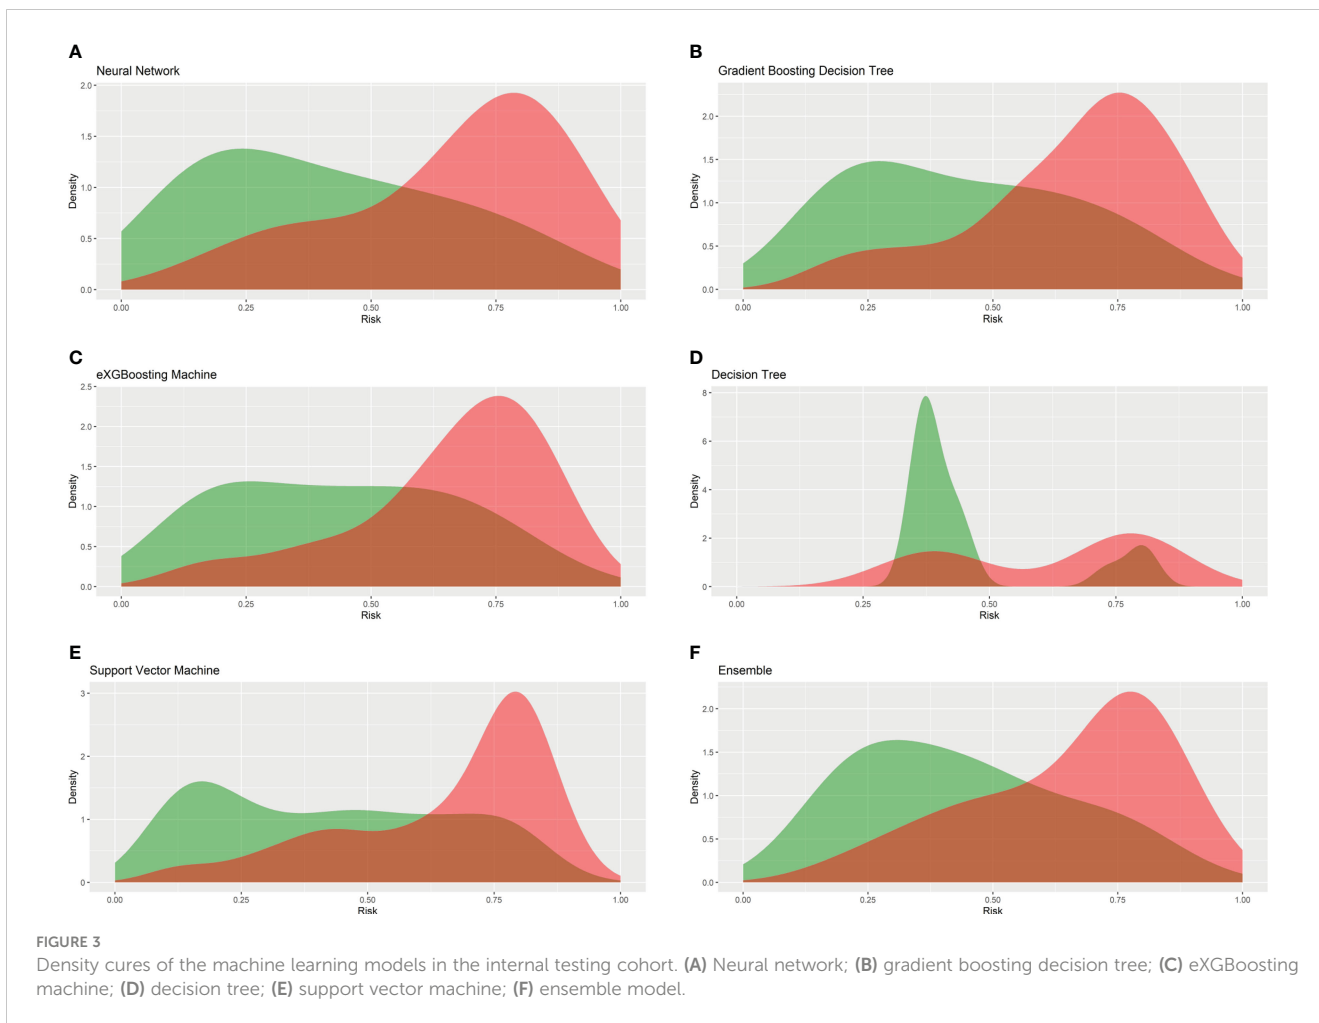 A
Neural Network
2.0
1.5
1.0
0.5
0.0
Density
0.00 0.25 0.50 0.75 1.00
Risk
B
Gradient Boosting Decision Tree
2.0
1.5
1.0
0.5
0.0
Density
0.00 0.25 0.50 0.75 1.00
Risk
C
eXGBoosting Machine
2.5
2.0
1.5
1.0
0.5
0.0
Density
0.00 0.25 0.50 0.75 1.00
Risk
D
Decision Tree
8
6
4
2
0
Density
0.00 0.25 0.50 0.75 1.00
Risk
E
Support Vector Machine
3
2
1
0
Density
0.00 0.25 0.50 0.75 1.00
Risk
F
Ensemble
2.0
1.5
1.0
0.5
0.0
Density
0.00 0.25 0.50 0.75 1.00
Risk
FIGURE 3
Density cures of the machine learning models in the internal testing cohort. (A) Neural network; (B) gradient boosting decision tree; (C) eXGBoosting
machine; (D) decision tree; (E) support vector machine; (F) ensemble model.